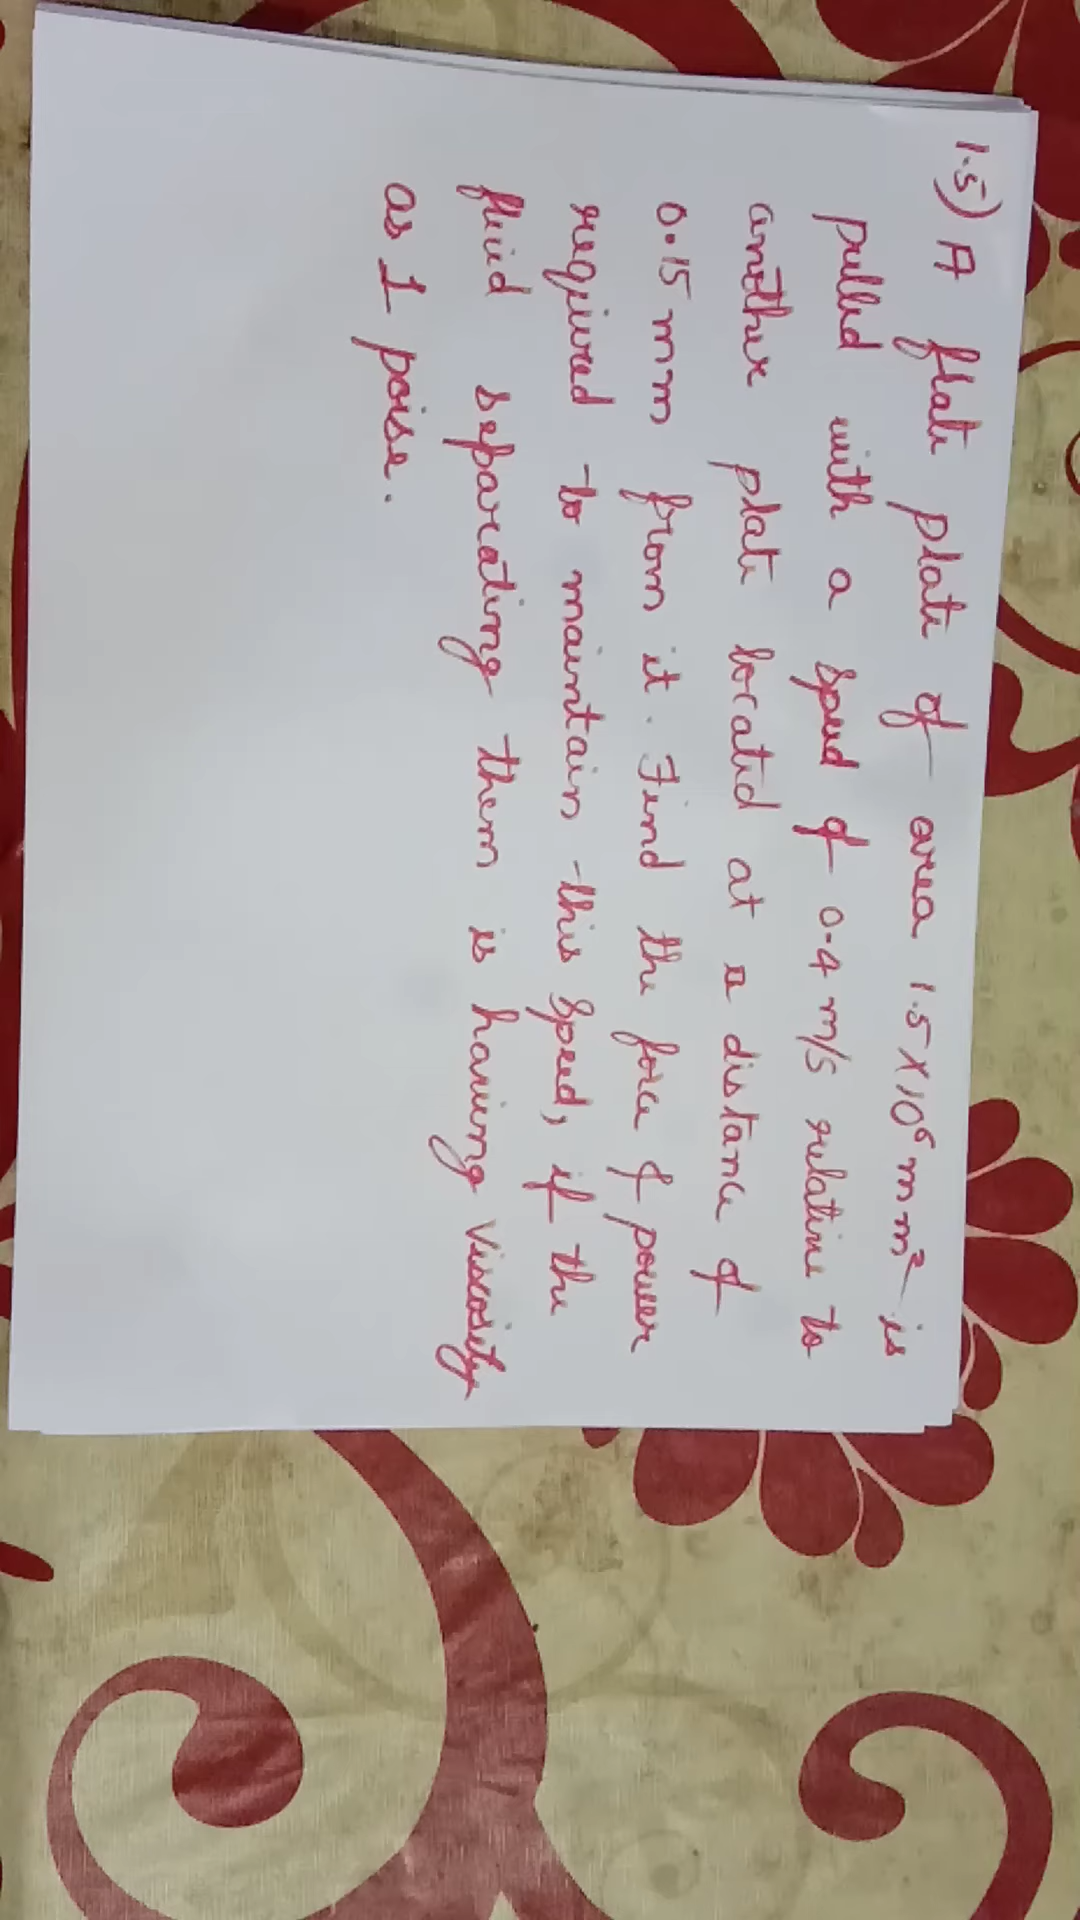 1.5) A flate plate of area 1.5 × 10⁶ mm² is
pulled with a speed of 0.4 m/s relative to
another plate located at a distance of
0.15 mm from it. Find the force & power
required to maintain this speed, if the
fluid separating them is having viscosity
as 1 poise.